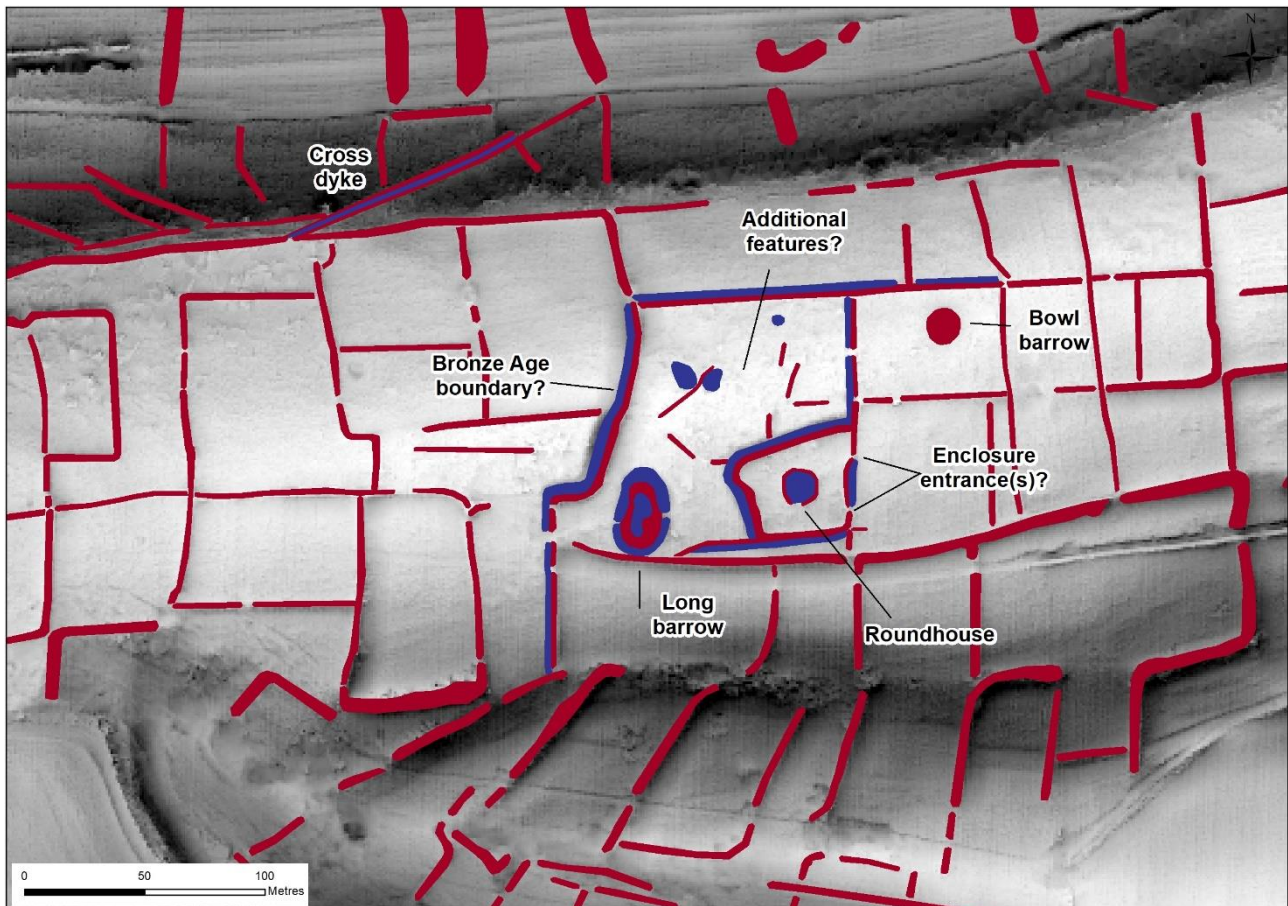 N
Cross
dyke
Additional
features?
Bowl
barrow
Bronze Age
boundary?
Enclosure
entrance(s)?
Long
barrow
Roundhouse
0 50 100
Metres